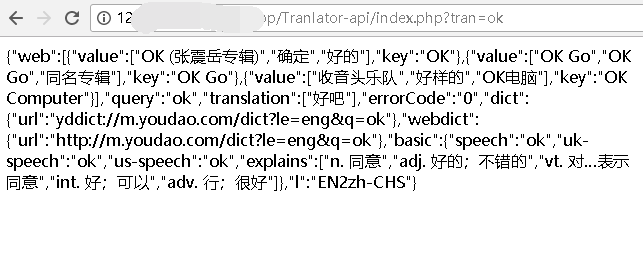 12 pp/Tranlator-api/index.php?tran=ok
{"web":[{"value":["OK (张震岳专辑)","确定","好的"],"key":"OK"},{"value":["OK Go","OK
Go","同名专辑"],"key":"OK Go"},{"value":["收音头乐队","好样的","OK电脑"],"key":"OK
Computer"}],"query":"ok","translation":["好吧"],"errorCode":"0","dict":
{"url":"yddict://m.youdao.com/dict?le=eng&q=ok"},"webdict":
{"url":"http://m.youdao.com/dict?le=eng&q=ok"},"basic":{"speech":"ok","uk-
speech":"ok","us-speech":"ok","explains":["n. 同意","adj. 好的；不错的","vt. 对...表示
同意","int. 好；可以","adv. 行；很好"]},"l":"EN2zh-CHS"}